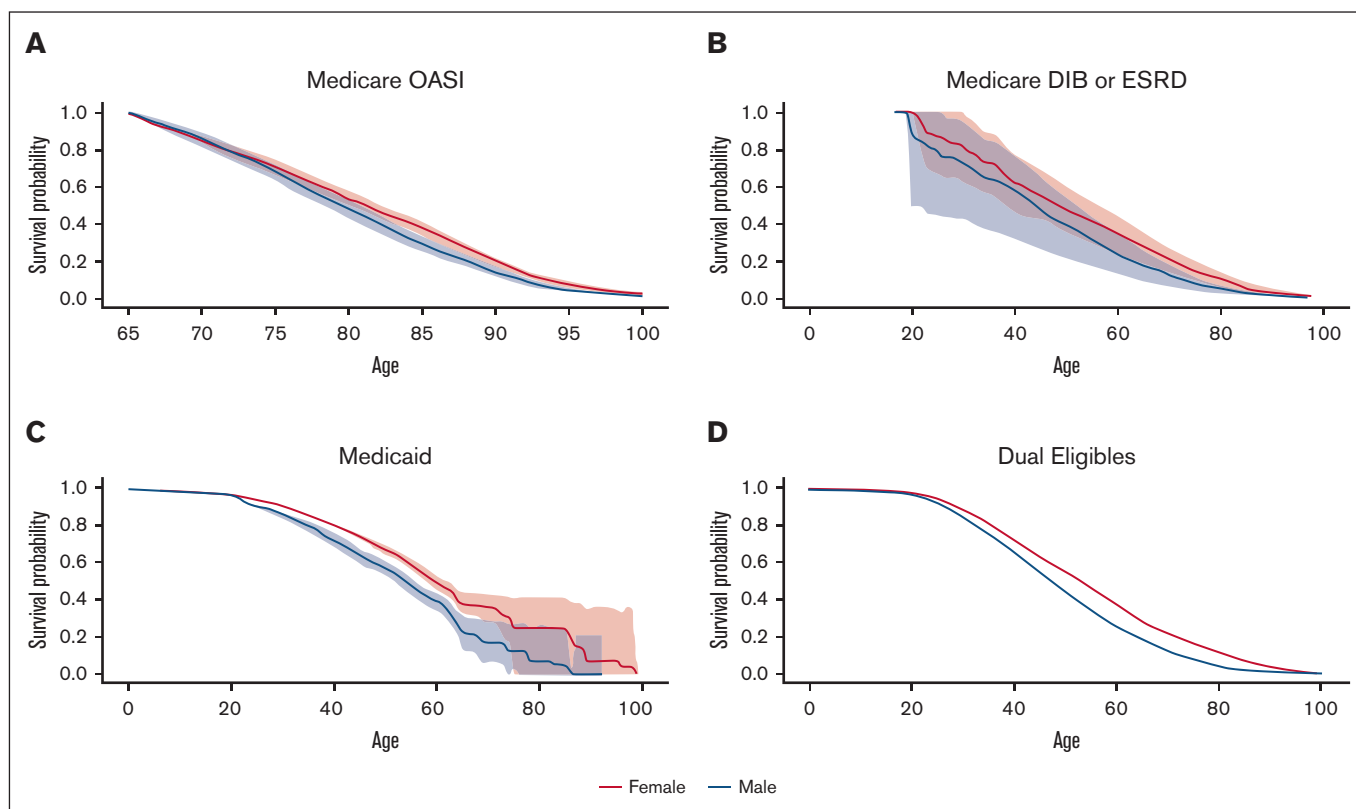 A
Medicare OASI
Survival probability
1.0
0.8
0.6
0.4
0.2
0.0
65 70 75 80 85 90 95 100
Age
B
Medicare DIB or ESRD
Survival probability
1.0
0.8
0.6
0.4
0.2
0.0
0 20 40 60 80 100
Age
C
Medicaid
Survival probability
1.0
0.8
0.6
0.4
0.2
0.0
0 20 40 60 80 100
Age
D
Dual Eligibles
Survival probability
1.0
0.8
0.6
0.4
0.2
0.0
0 20 40 60 80 100
Age
Female Male